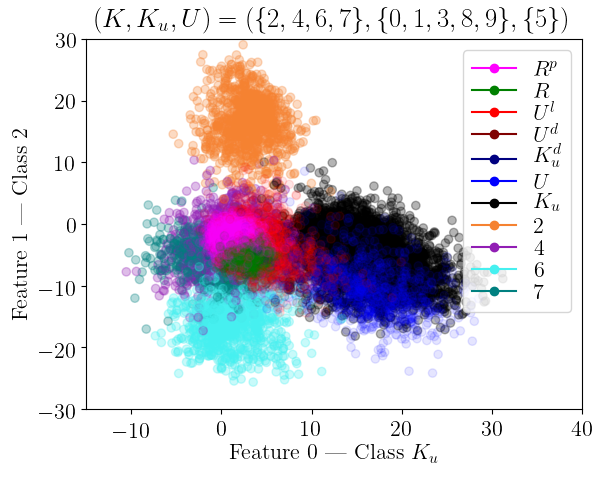 (K, K_u, U) = ({2, 4, 6, 7}, {0, 1, 3, 8, 9}, {5})
30
20
10
0
−10
−20
−30
Feature 1 — Class 2
−10
0
10
20
30
40
Feature 0 — Class K_u
R^p
R
U^l
U^d
K_u^d
U
K_u
2
4
6
7